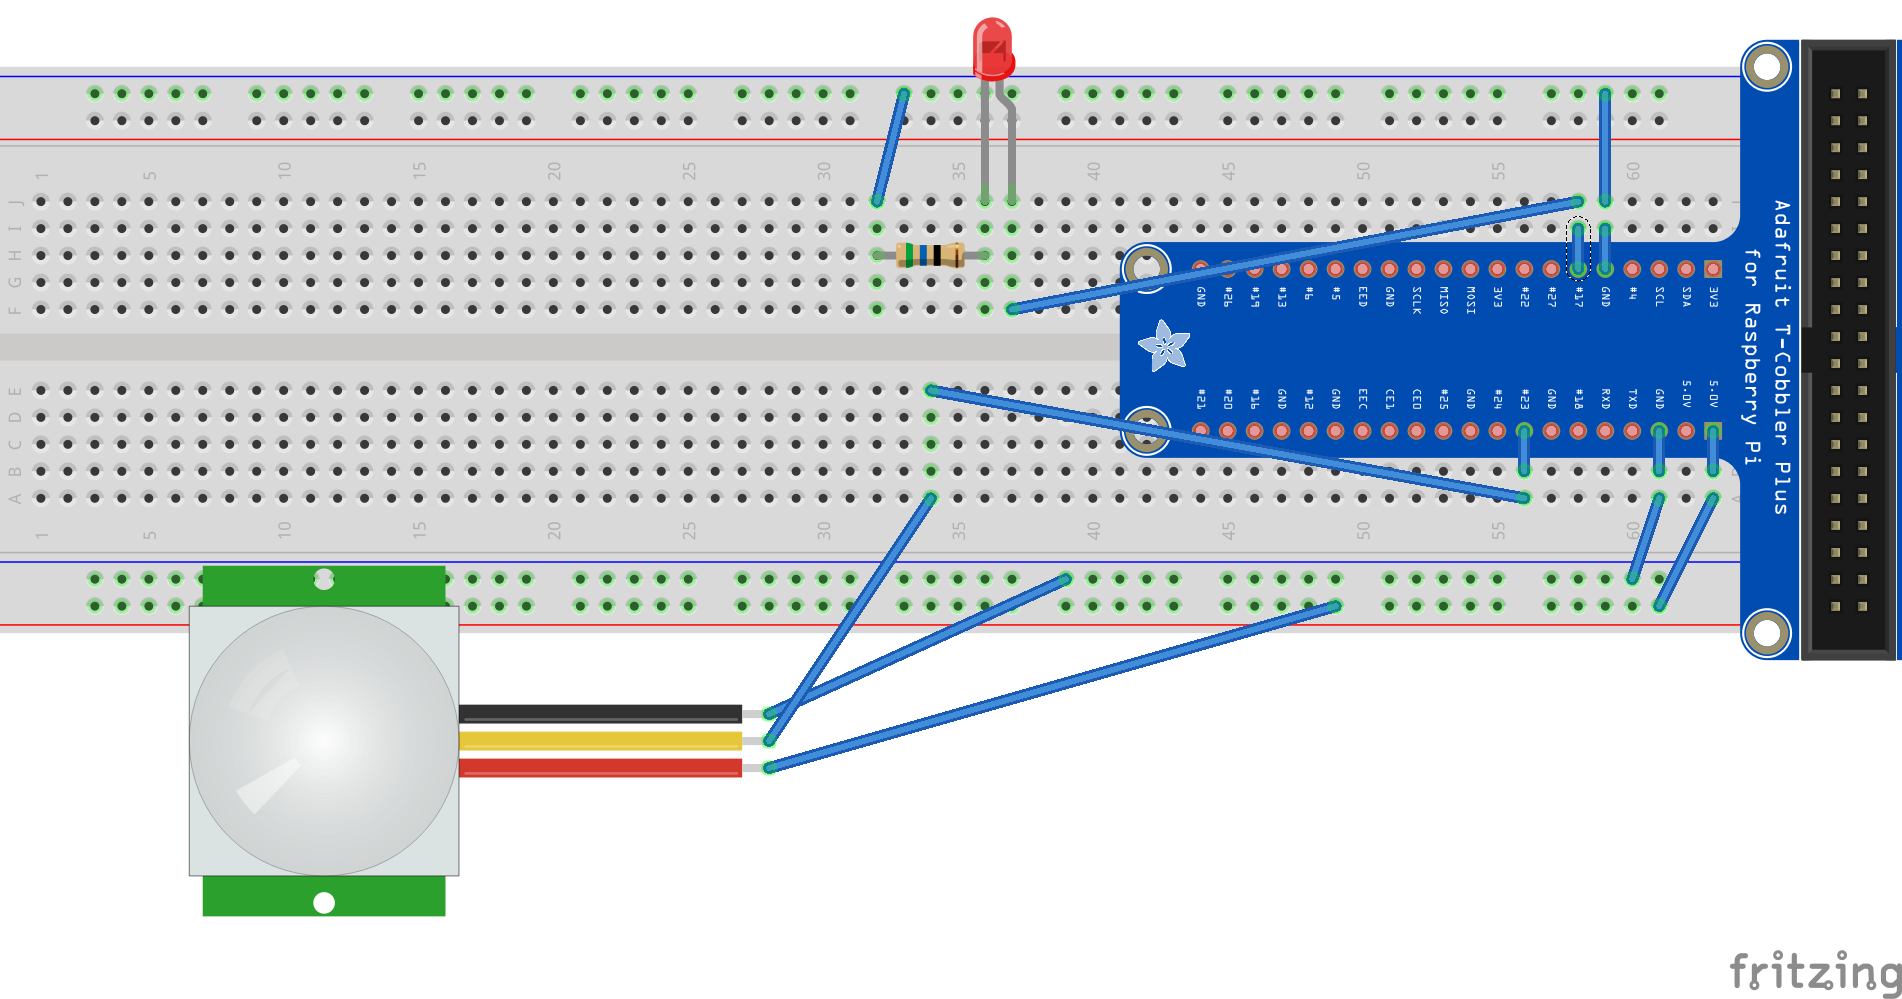 1 5 10 15 20 25 30 35 40 45 50 55 60
J
I
H
G
F
GND #26 #19 #13 #6 #5 EED GND SCLK MISO MOSI 3V3 #22 #27 #17 GND #4 SCL SDA 3V3
Adafruit T-Cobbler Plus
for Raspberry Pi
#21 #20 #16 GND #12 GND EEC CE1 CE0 #25 GND #24 #23 GND #18 RXD TXD GND 5.0V 5.0V
E
D
C
B
A
1 5 10 15 20 25 30 35 40 45 50 55 60
fritzing